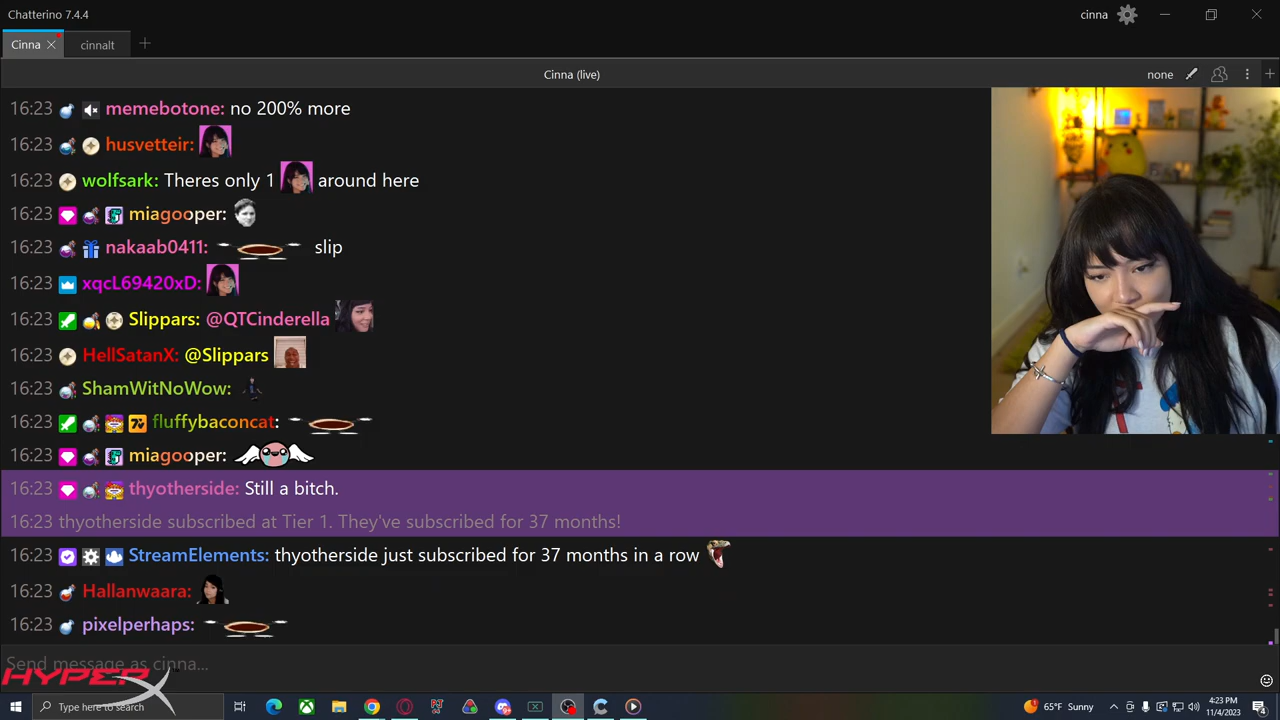 Chatterino 7.4.4
cinna
Cinna
cinnalt
Cinna (live)
none
16:23 memebotone: no 200% more
16:23 husvetteir:
16:23 wolfsark: Theres only 1 around here
16:23 miagooper:
16:23 nakaab0411: slip
16:23 xqcL69420xD:
16:23 Slippars: @QTCinderella
16:23 HellSatanX: @Slippars
16:23 ShamWitNoWow:
16:23 fluffybaconcat:
16:23 miagooper:
16:23 thyotherside: Still a bitch.
16:23 thyotherside subscribed at Tier 1. They've subscribed for 37 months!
16:23 StreamElements: thyotherside just subscribed for 37 months in a row
16:23 Hallanwaara:
16:23 pixelperhaps:
Send message as cinna...
HYPERX
Type here to search
65°F Sunny
4:23 PM
11/4/2023
4